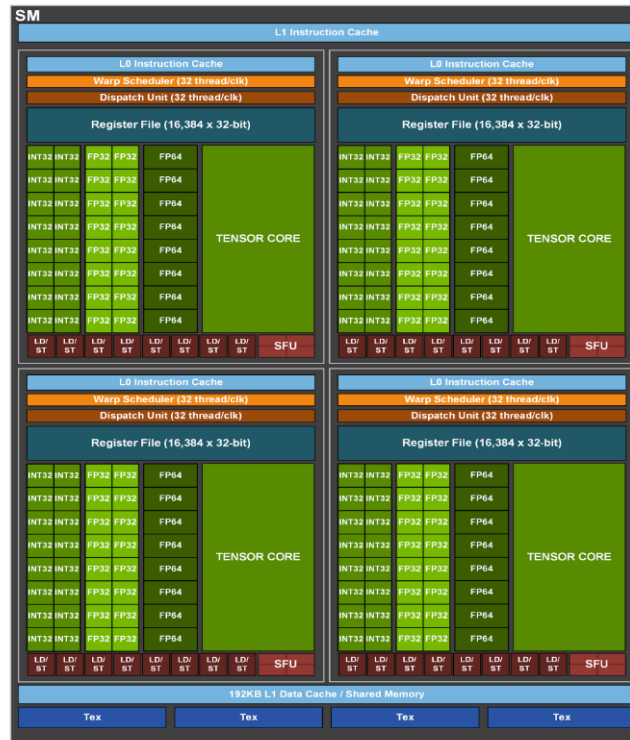 SM
L1 Instruction Cache
L0 Instruction Cache
Warp Scheduler (32 thread/clk)
Dispatch Unit (32 thread/clk)
Register File (16,384 x 32-bit)
INT32 INT32 FP32 FP32 FP64
INT32 INT32 FP32 FP32 FP64
INT32 INT32 FP32 FP32 FP64
INT32 INT32 FP32 FP32 FP64
TENSOR CORE
INT32 INT32 FP32 FP32 FP64
INT32 INT32 FP32 FP32 FP64
INT32 INT32 FP32 FP32 FP64
INT32 INT32 FP32 FP32 FP64
LD/ LD/ LD/ LD/ LD/ LD/ LD/ LD/
ST ST ST ST ST ST ST ST
SFU
L0 Instruction Cache
Warp Scheduler (32 thread/clk)
Dispatch Unit (32 thread/clk)
Register File (16,384 x 32-bit)
INT32 INT32 FP32 FP32 FP64
INT32 INT32 FP32 FP32 FP64
INT32 INT32 FP32 FP32 FP64
INT32 INT32 FP32 FP32 FP64
TENSOR CORE
INT32 INT32 FP32 FP32 FP64
INT32 INT32 FP32 FP32 FP64
INT32 INT32 FP32 FP32 FP64
INT32 INT32 FP32 FP32 FP64
LD/ LD/ LD/ LD/ LD/ LD/ LD/ LD/
ST ST ST ST ST ST ST ST
SFU
L0 Instruction Cache
Warp Scheduler (32 thread/clk)
Dispatch Unit (32 thread/clk)
Register File (16,384 x 32-bit)
INT32 INT32 FP32 FP32 FP64
INT32 INT32 FP32 FP32 FP64
INT32 INT32 FP32 FP32 FP64
INT32 INT32 FP32 FP32 FP64
TENSOR CORE
INT32 INT32 FP32 FP32 FP64
INT32 INT32 FP32 FP32 FP64
INT32 INT32 FP32 FP32 FP64
INT32 INT32 FP32 FP32 FP64
LD/ LD/ LD/ LD/ LD/ LD/ LD/ LD/
ST ST ST ST ST ST ST ST
SFU
L0 Instruction Cache
Warp Scheduler (32 thread/clk)
Dispatch Unit (32 thread/clk)
Register File (16,384 x 32-bit)
INT32 INT32 FP32 FP32 FP64
INT32 INT32 FP32 FP32 FP64
INT32 INT32 FP32 FP32 FP64
INT32 INT32 FP32 FP32 FP64
TENSOR CORE
INT32 INT32 FP32 FP32 FP64
INT32 INT32 FP32 FP32 FP64
INT32 INT32 FP32 FP32 FP64
INT32 INT32 FP32 FP32 FP64
LD/ LD/ LD/ LD/ LD/ LD/ LD/ LD/
ST ST ST ST ST ST ST ST
SFU
192KB L1 Data Cache / Shared Memory
Tex Tex Tex Tex